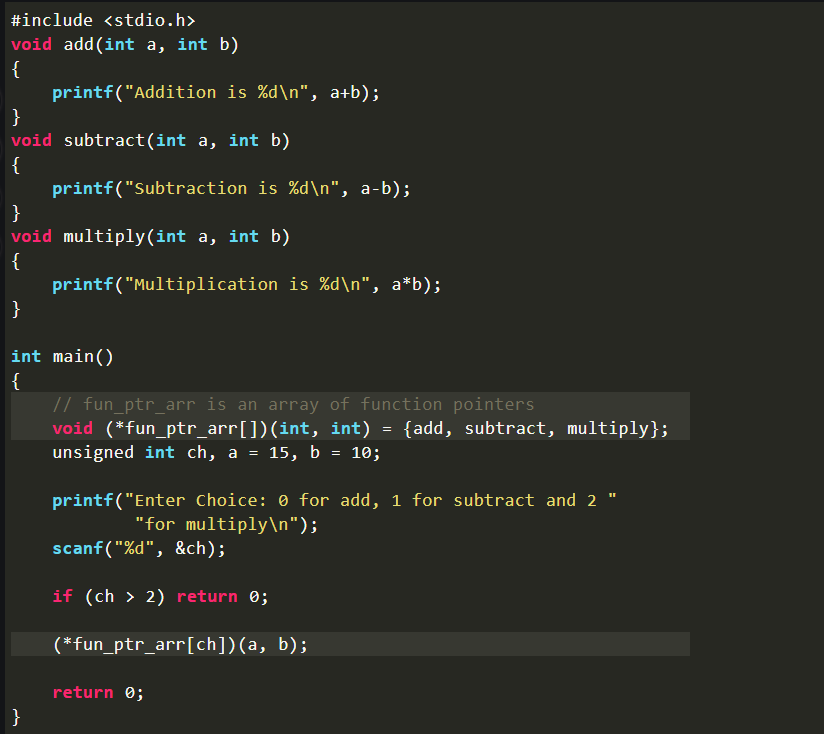 #include <stdio.h>
void add(int a, int b)
{
    printf("Addition is %d\n", a+b);
}
void subtract(int a, int b)
{
    printf("Subtraction is %d\n", a-b);
}
void multiply(int a, int b)
{
    printf("Multiplication is %d\n", a*b);
}

int main()
{
    // fun_ptr_arr is an array of function pointers
    void (*fun_ptr_arr[])(int, int) = {add, subtract, multiply};
    unsigned int ch, a = 15, b = 10;

    printf("Enter Choice: 0 for add, 1 for subtract and 2 "
            "for multiply\n");
    scanf("%d", &ch);

    if (ch > 2) return 0;

    (*fun_ptr_arr[ch])(a, b);

    return 0;
}